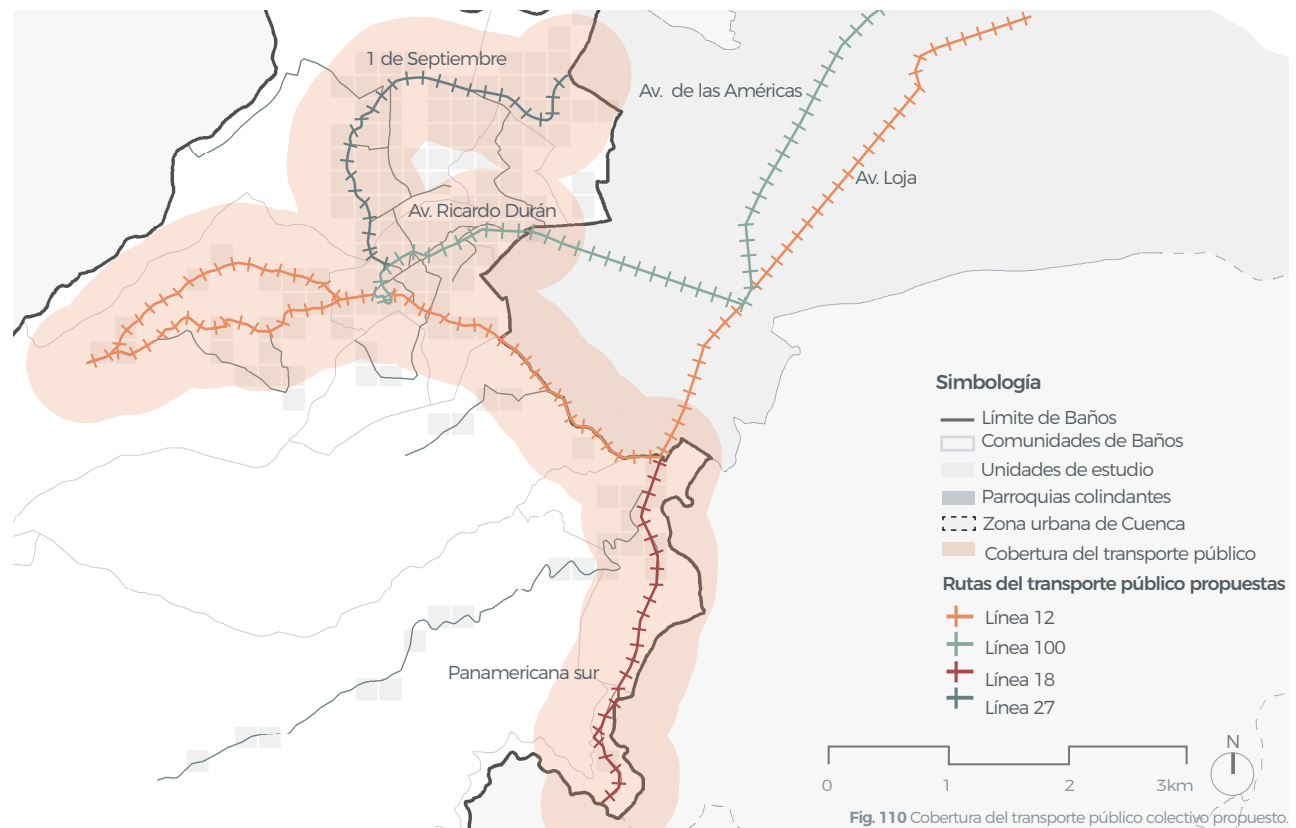 1 de Septiembre
Av. de las Américas
Av. Loja
Av. Ricardo Durán
Panamericana sur
Simbología
Límite de Baños
Comunidades de Baños
Unidades de estudio
Parroquias colindantes
Zona urbana de Cuenca
Cobertura del transporte público
Rutas del transporte público propuestas
Línea 12
Línea 100
Línea 18
Línea 27
N
0 1 2 3km
Fig. 110 Cobertura del transporte público colectivo propuesto.